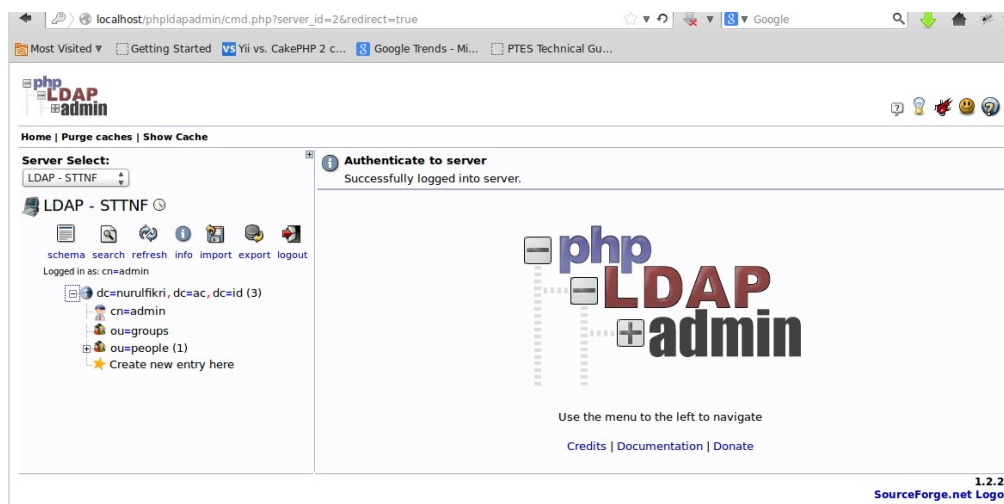 localhost/phpldapadmin/cmd.php?server_id=2&redirect=true
Google
Most Visited
Getting Started
Yii vs. CakePHP 2 c...
Google Trends - Mi...
PTES Technical Gu...
php
LDAP
admin
Home | Purge caches | Show Cache
Server Select:
LDAP - STTNF
LDAP - STTNF
schema search refresh info import export logout
Logged in as: cn=admin
dc=nurulfikri, dc=ac, dc=id (3)
cn=admin
ou=groups
ou=people (1)
Create new entry here
Authenticate to server
Successfully logged into server.
php
LDAP
admin
Use the menu to the left to navigate
Credits | Documentation | Donate
1.2.2
SourceForge.net Logo